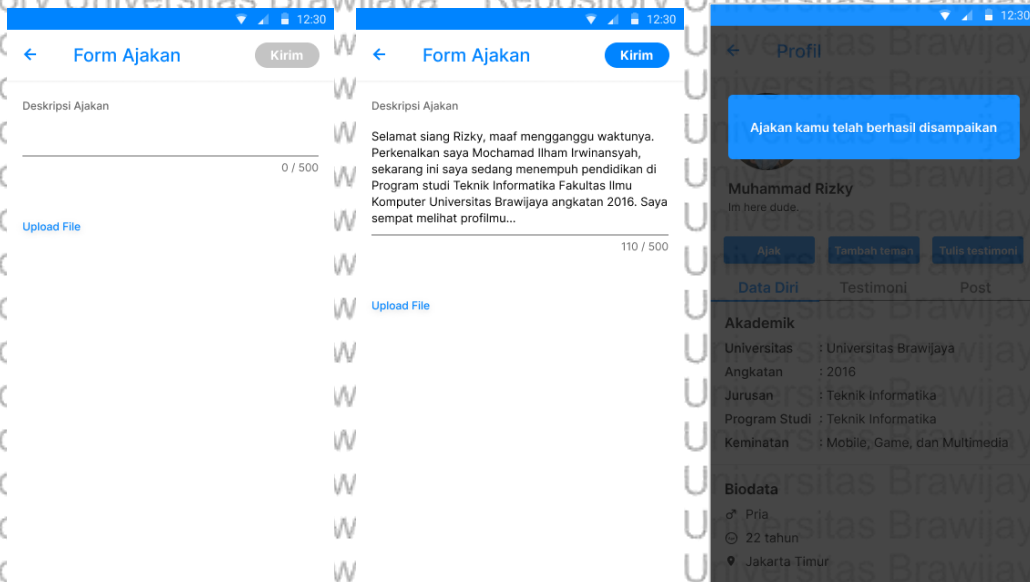 12:30
Form Ajakan
Kirim
Deskripsi Ajakan
0 / 500
Upload File
12:30
Form Ajakan
Kirim
Deskripsi Ajakan
Selamat siang Rizky, maaf mengganggu waktunya.
Perkenalkan saya Mochamad Ilham Irwinansyah,
sekarang ini saya sedang menempuh pendidikan di
Program studi Teknik Informatika Fakultas Ilmu
Komputer Universitas Brawijaya angkatan 2016. Saya
sempat melihat profilmu...
110 / 500
Upload File
12:30
Profil
Ajakan kamu telah berhasil disampaikan
Muhammad Rizky
Im here dude.
Ajak Tambah teman Tulis testimoni
Data Diri Testimoni Post
Akademik
Universitas : Universitas Brawijaya
Angkatan : 2016
Jurusan : Teknik Informatika
Program Studi : Teknik Informatika
Keminatan : Mobile, Game, dan Multimedia
Biodata
Pria
22 tahun
Jakarta Timur